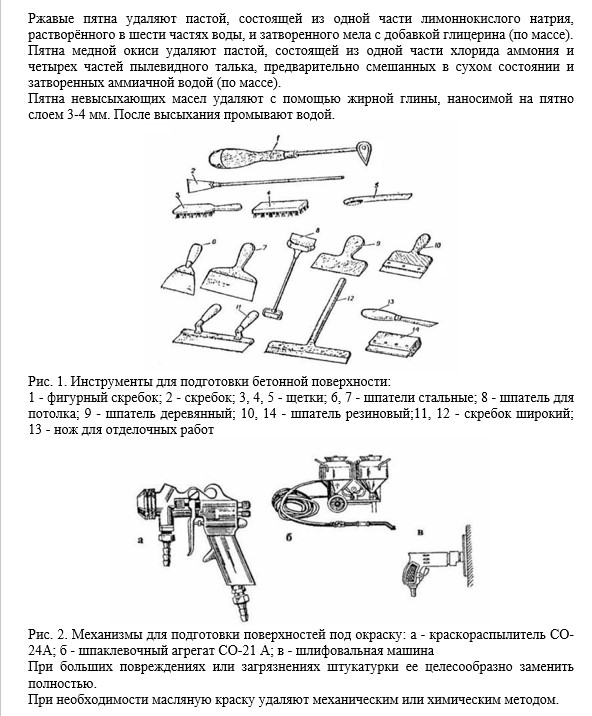 Ржавые пятна удаляют пастой, состоящей из одной части лимоннокислого натрия,
растворённого в шести частях воды, и затворенного мела с добавкой глицерина (по массе).
Пятна медной окиси удаляют пастой, состоящей из одной части хлорида аммония и
четырех частей пылевидного талька, предварительно смешанных в сухом состоянии и
затворенных аммиачной водой (по массе).
Пятна невысыхающих масел удаляют с помощью жирной глины, наносимой на пятно
слоем 3-4 мм. После высыхания промывают водой.
1
2
3
4
5
6
7
8
9
10
11
12
13
14
Рис. 1. Инструменты для подготовки бетонной поверхности:
1 - фигурный скребок; 2 - скребок; 3, 4, 5 - щетки; 6, 7 - шпатели стальные; 8 - шпатель для
потолка; 9 - шпатель деревянный; 10, 14 - шпатель резиновый;11, 12 - скребок широкий;
13 - нож для отделочных работ
а
б
в
Рис. 2. Механизмы для подготовки поверхностей под окраску: а - краскораспылитель СО-
24А; б - шпаклевочный агрегат СО-21 А; в - шлифовальная машина
При больших повреждениях или загрязнениях штукатурки ее целесообразно заменить
полностью.
При необходимости масляную краску удаляют механическим или химическим методом.